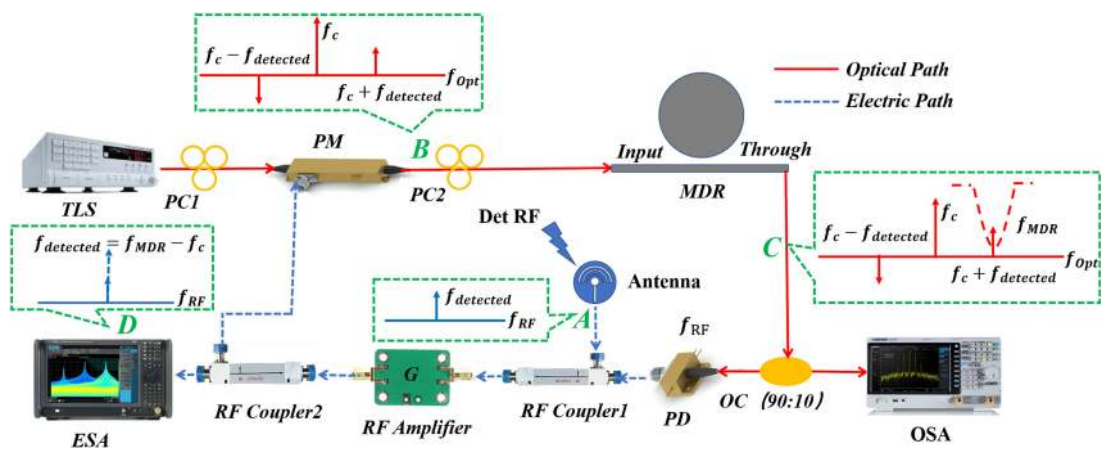 f_c
f_c − f_detected
f_opt
f_c + f_detected
B
Optical Path
Electric Path
PM
Input
Through
MDR
TLS
PC1
PC2
Det RF
Antenna
f_c
f_c − f_detected
f_MDR
f_opt
f_c + f_detected
C
f_detected = f_MDR − f_c
f_RF
D
f_detected
f_RF
A
f_RF
G
ESA
RF Coupler2
RF Amplifier
RF Coupler1
PD
OC (90:10)
OSA